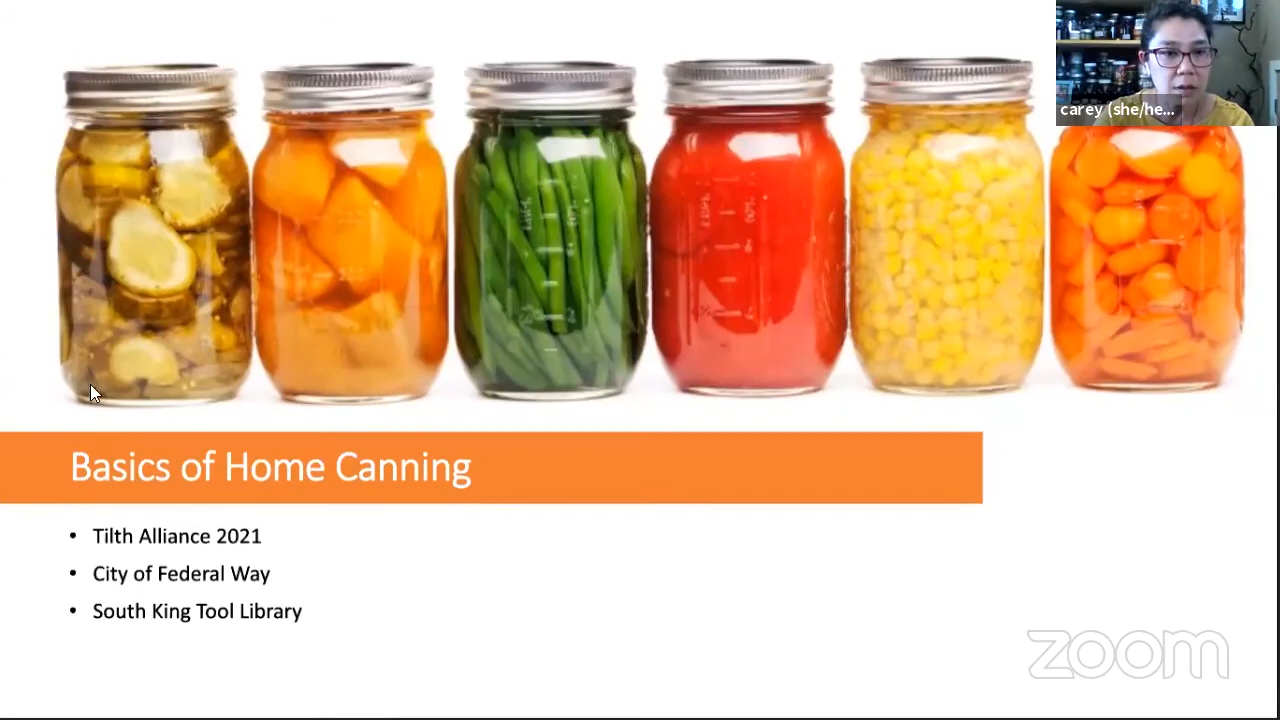 carey (she/he...
Basics of Home Canning
• Tilth Alliance 2021
• City of Federal Way
• South King Tool Library
zoom